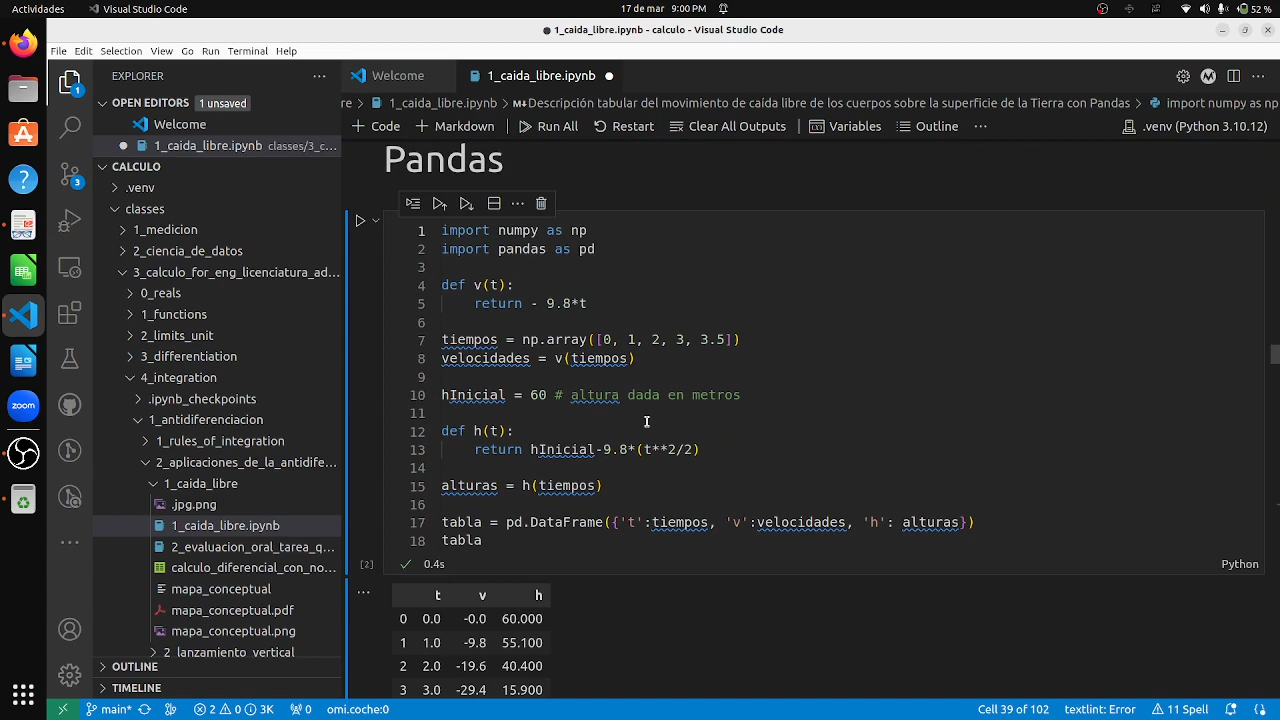 Actividades Visual Studio Code 17 de mar 9:00 PM 52 %
1_caida_libre.ipynb - calculo - Visual Studio Code
File Edit Selection View Go Run Terminal Help
EXPLORER
OPEN EDITORS 1 unsaved
Welcome
1_caida_libre.ipynb classes/3_c...
CALCULO
.venv
classes
1_medicion
2_ciencia_de_datos
3_calculo_for_eng_licenciatura_ad...
0_reals
1_functions
2_limits_unit
3_differentiation
4_integration
.ipynb_checkpoints
1_antidiferenciacion
1_rules_of_integration
2_aplicaciones_de_la_antidife...
1_caida_libre
.jpg.png
1_caida_libre.ipynb
2_evaluacion_oral_tarea_q...
calculo_diferencial_con_no...
mapa_conceptual
mapa_conceptual.pdf
mapa_conceptual.png
2_lanzamiento_vertical
OUTLINE
TIMELINE
1
3
zoom
Welcome 1_caida_libre.ipynb
re > 1_caida_libre.ipynb > Descripción tabular del movimiento de caída libre de los cuerpos sobre la superficie de la Tierra con Pandas > import numpy as np
Code Markdown Run All Restart Clear All Outputs Variables Outline ... .venv (Python 3.10.12)
Pandas
1 import numpy as np
2 import pandas as pd
3
4 def v(t):
5 return - 9.8*t
6
7 tiempos = np.array([0, 1, 2, 3, 3.5])
8 velocidades = v(tiempos)
9
10 hInicial = 60 # altura dada en metros
11
12 def h(t):
13 return hInicial-9.8*(t**2/2)
14
15 alturas = h(tiempos)
16
17 tabla = pd.DataFrame({'t':tiempos, 'v':velocidades, 'h': alturas})
18 tabla
[2] 0.4s Python
t v h
0 0.0 -0.0 60.000
1 1.0 -9.8 55.100
2 2.0 -19.6 40.400
3 3.0 -29.4 15.900
main* 2 0 3K 0 omi.coche:0 Cell 39 of 102 textlint: Error 11 Spell